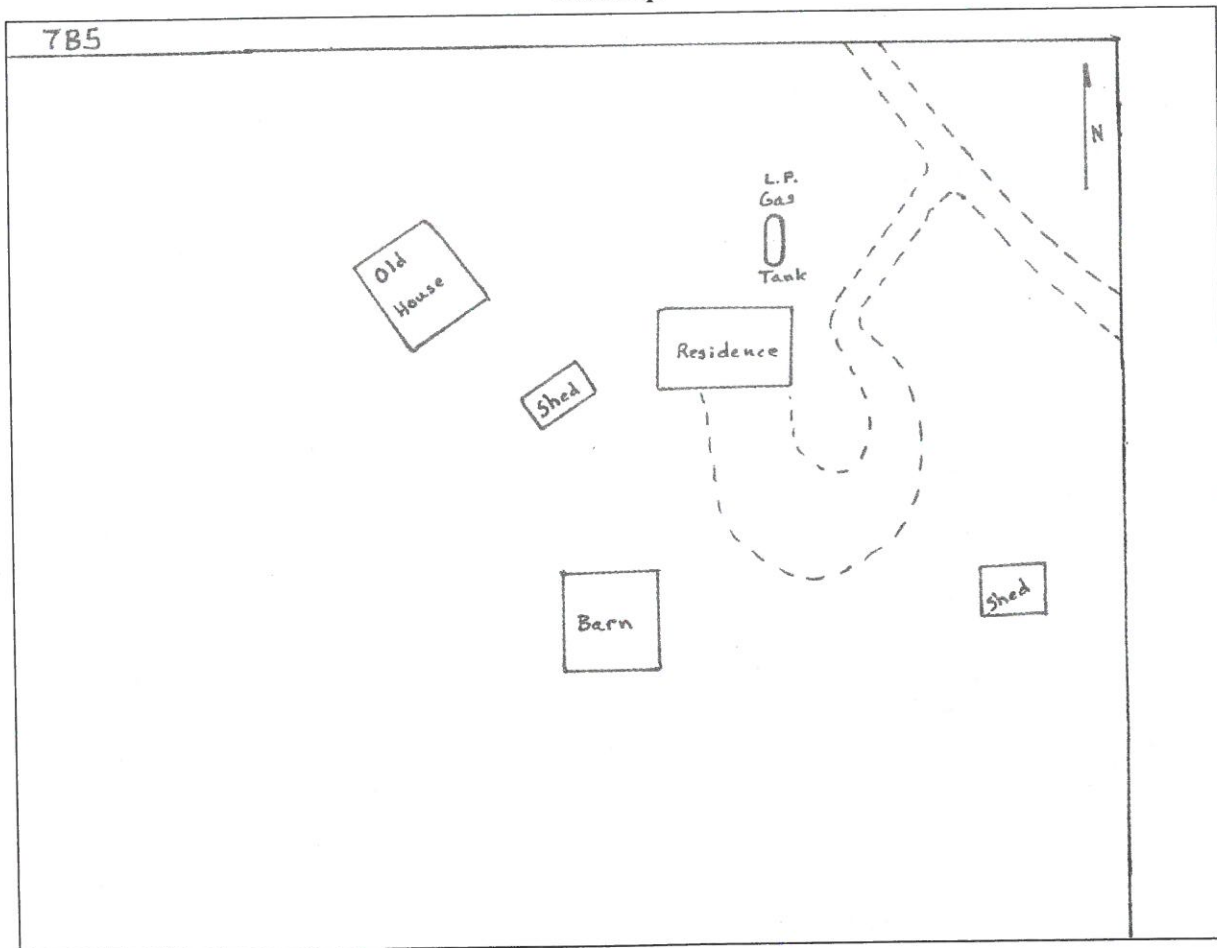 7B5
N
L.P.
Gas
Tank
Old
House
Residence
Shed
Barn
Shed